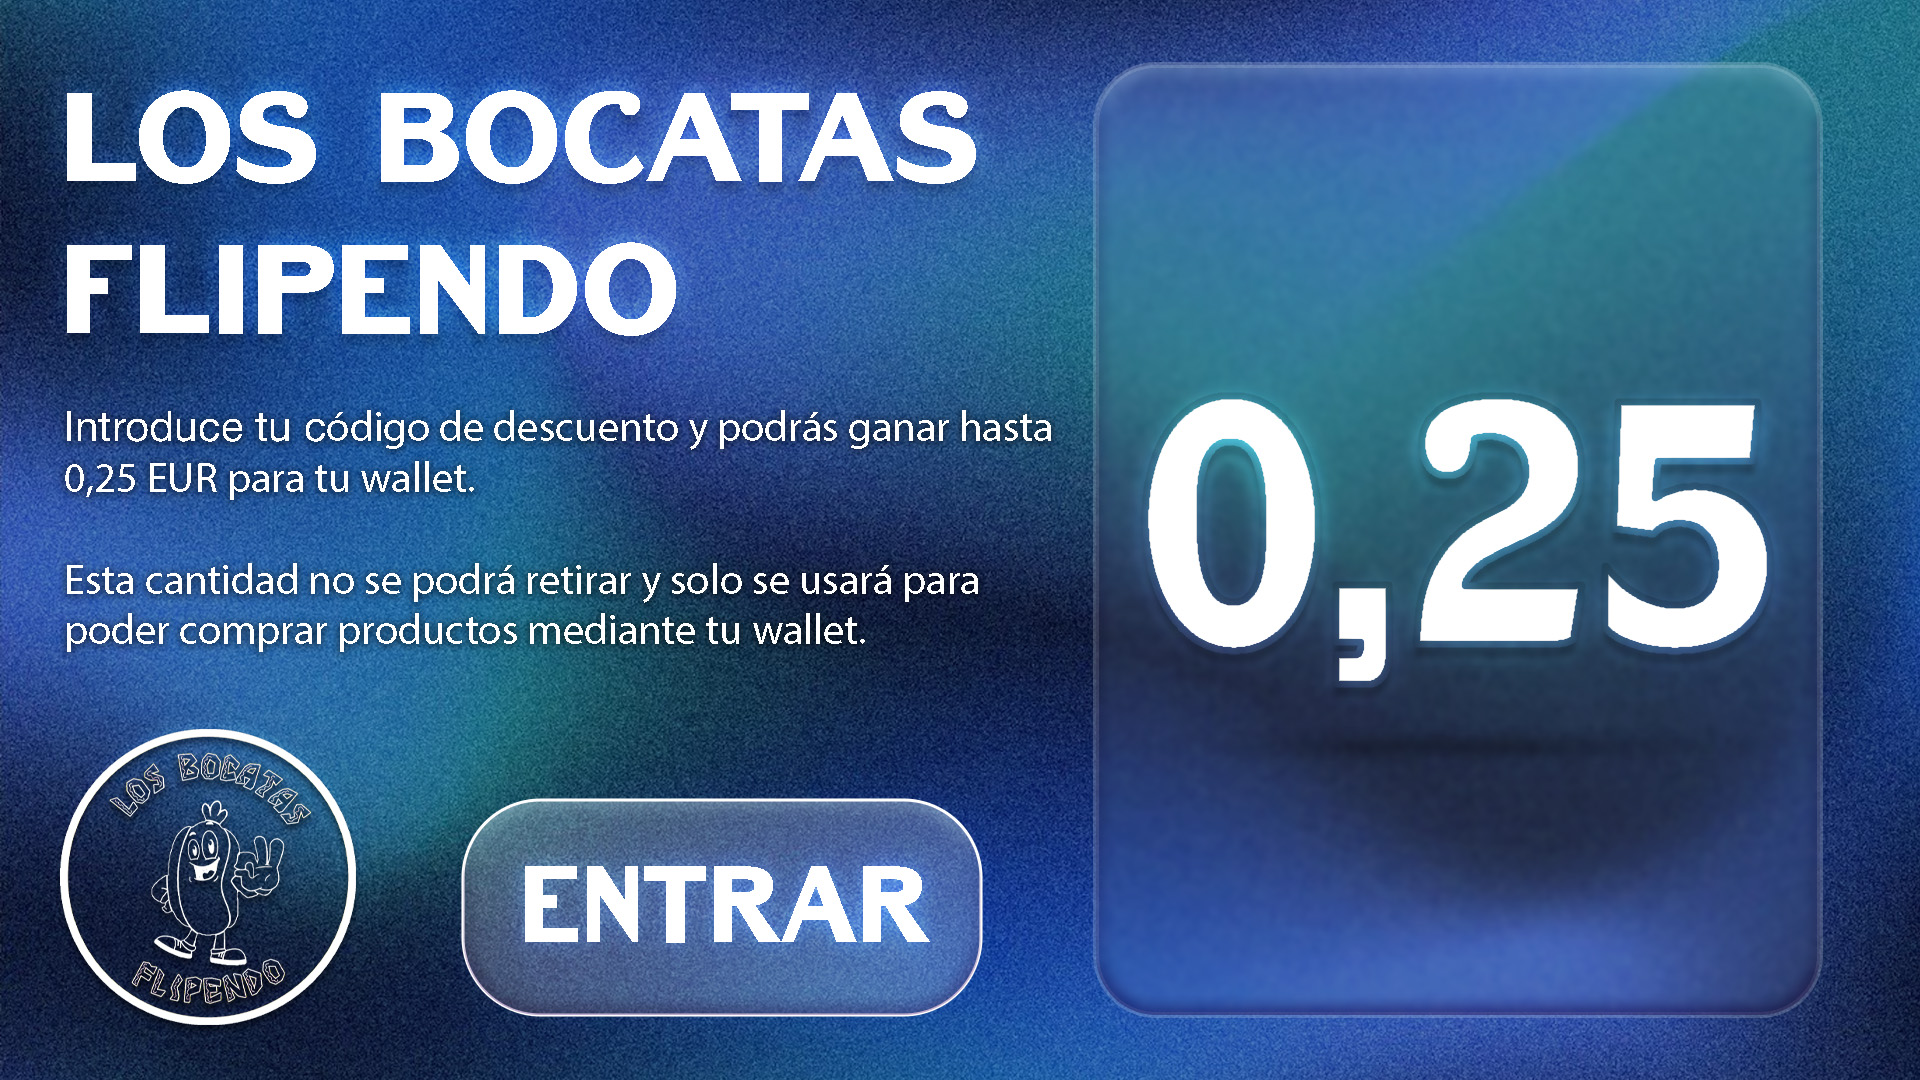 LOS BOCATAS
FLIPENDO
Introduce tu código de descuento y podrás ganar hasta
0,25 EUR para tu wallet.
Esta cantidad no se podrá retirar y solo se usará para
poder comprar productos mediante tu wallet.
0,25
LOS BOCATAS
FLIPENDO
ENTRAR